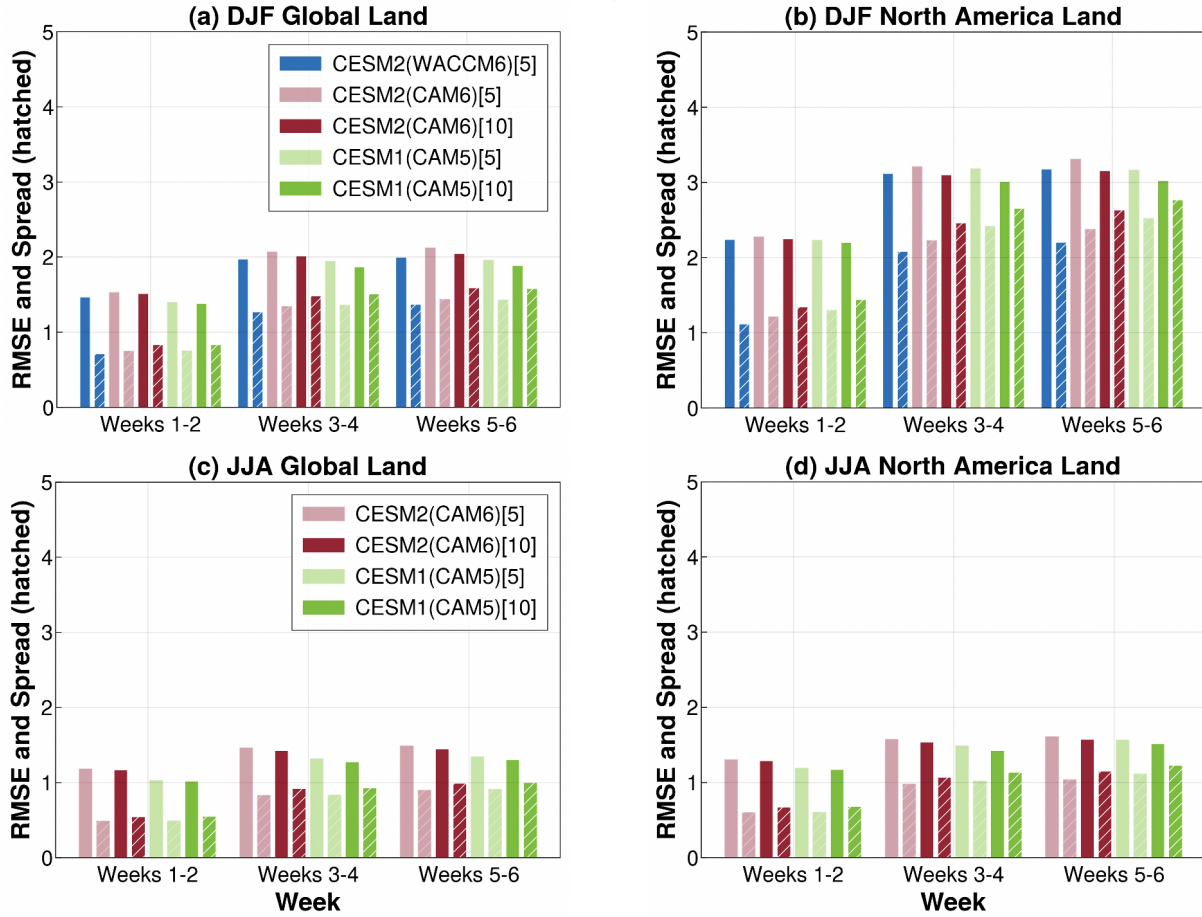 (a) DJF Global Land
RMSE and Spread (hatched)
5
4
3
2
1
0
CESM2(WACCM6)[5]
CESM2(CAM6)[5]
CESM2(CAM6)[10]
CESM1(CAM5)[5]
CESM1(CAM5)[10]
Weeks 1-2 Weeks 3-4 Weeks 5-6
(b) DJF North America Land
RMSE and Spread (hatched)
5
4
3
2
1
0
Weeks 1-2 Weeks 3-4 Weeks 5-6
(c) JJA Global Land
RMSE and Spread (hatched)
5
4
3
2
1
0
CESM2(CAM6)[5]
CESM2(CAM6)[10]
CESM1(CAM5)[5]
CESM1(CAM5)[10]
Weeks 1-2 Weeks 3-4 Weeks 5-6
Week
(d) JJA North America Land
RMSE and Spread (hatched)
5
4
3
2
1
0
Weeks 1-2 Weeks 3-4 Weeks 5-6
Week